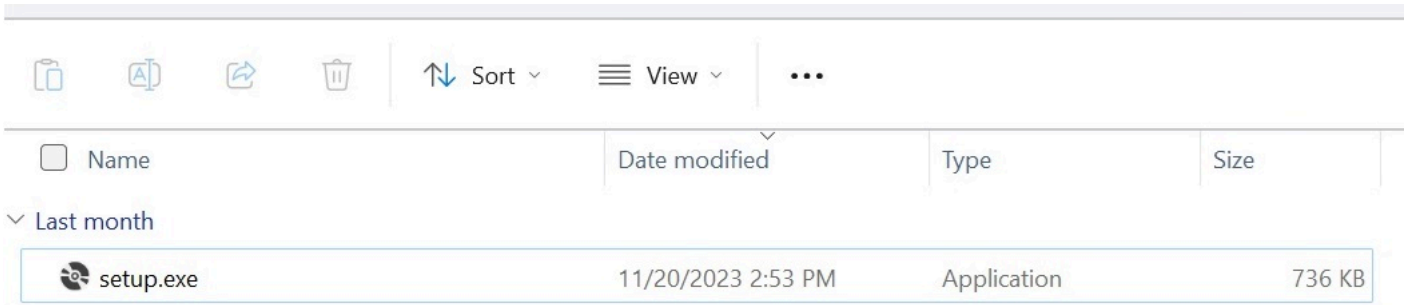 Sort View
Name Date modified Type Size
Last month
setup.exe 11/20/2023 2:53 PM Application 736 KB